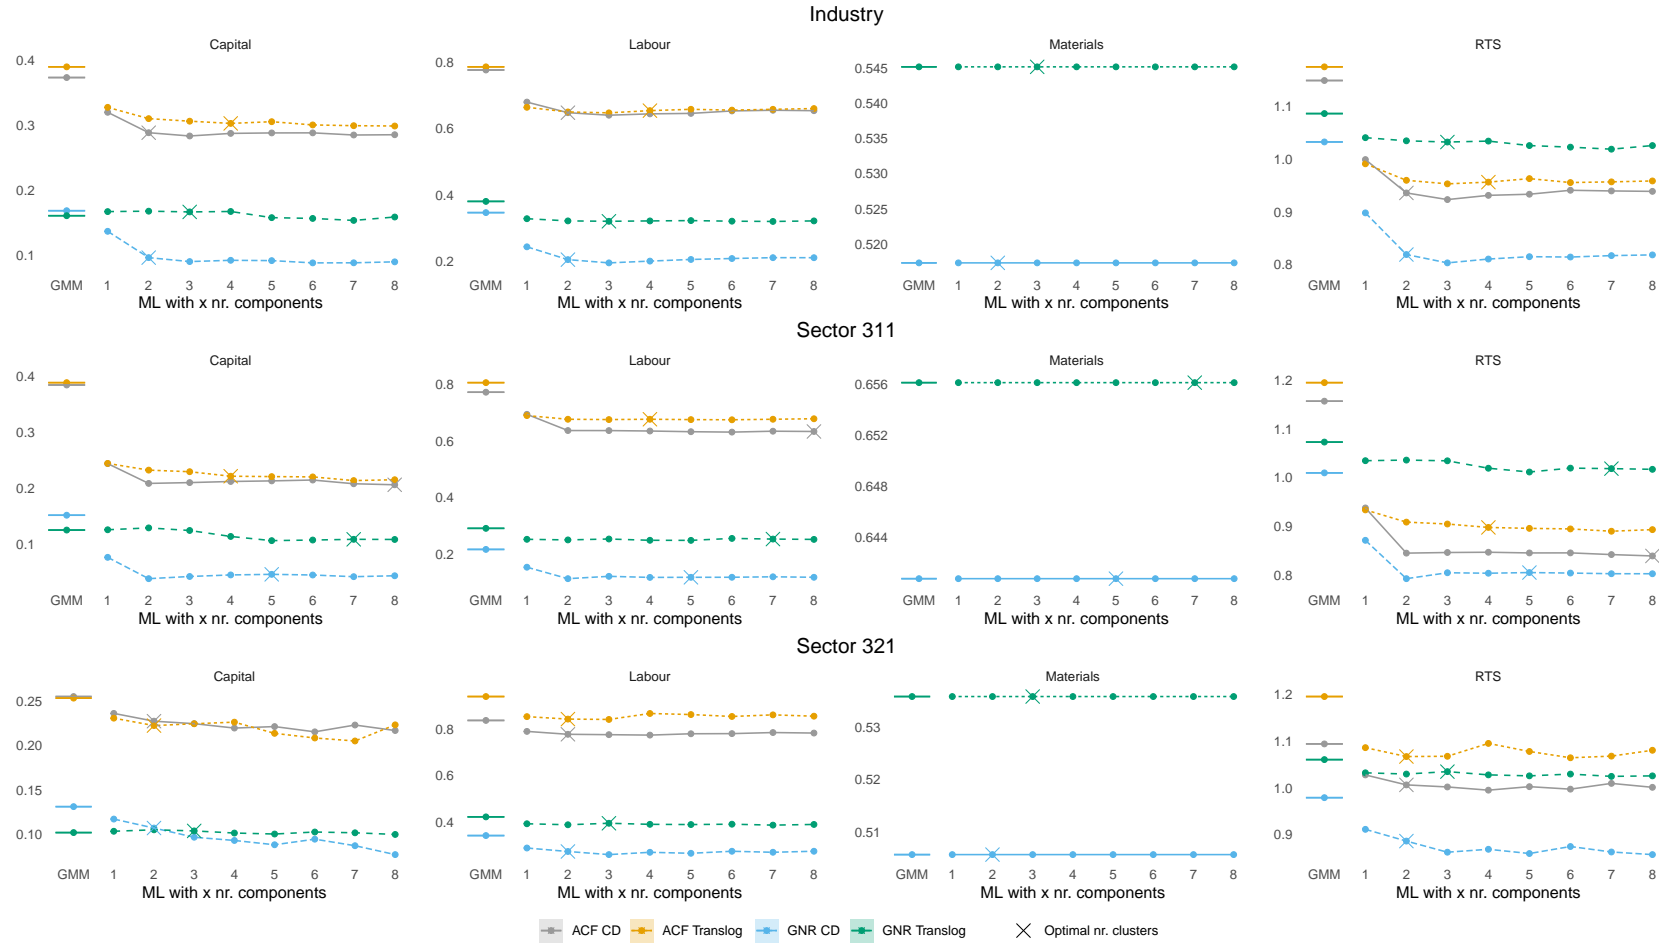 Industry
Capital
Labour
Materials
RTS
0.4
0.3
0.2
0.1
0.8
0.6
0.4
0.2
0.545
0.540
0.535
0.530
0.525
0.520
1.1
1.0
0.9
0.8
GMM 1 2 3 4 5 6 7 8
GMM 1 2 3 4 5 6 7 8
GMM 1 2 3 4 5 6 7 8
GMM 1 2 3 4 5 6 7 8
ML with x nr. components
ML with x nr. components
ML with x nr. components
ML with x nr. components
Sector 311
Capital
Labour
Materials
RTS
0.4
0.3
0.2
0.1
0.8
0.6
0.4
0.2
0.656
0.652
0.648
0.644
1.2
1.1
1.0
0.9
0.8
GMM 1 2 3 4 5 6 7 8
GMM 1 2 3 4 5 6 7 8
GMM 1 2 3 4 5 6 7 8
GMM 1 2 3 4 5 6 7 8
ML with x nr. components
ML with x nr. components
ML with x nr. components
ML with x nr. components
Sector 321
Capital
Labour
Materials
RTS
0.25
0.20
0.15
0.10
0.8
0.6
0.4
0.53
0.52
0.51
1.2
1.1
1.0
0.9
GMM 1 2 3 4 5 6 7 8
GMM 1 2 3 4 5 6 7 8
GMM 1 2 3 4 5 6 7 8
GMM 1 2 3 4 5 6 7 8
ML with x nr. components
ML with x nr. components
ML with x nr. components
ML with x nr. components
ACF CD ACF Translog GNR CD GNR Translog Optimal nr. clusters